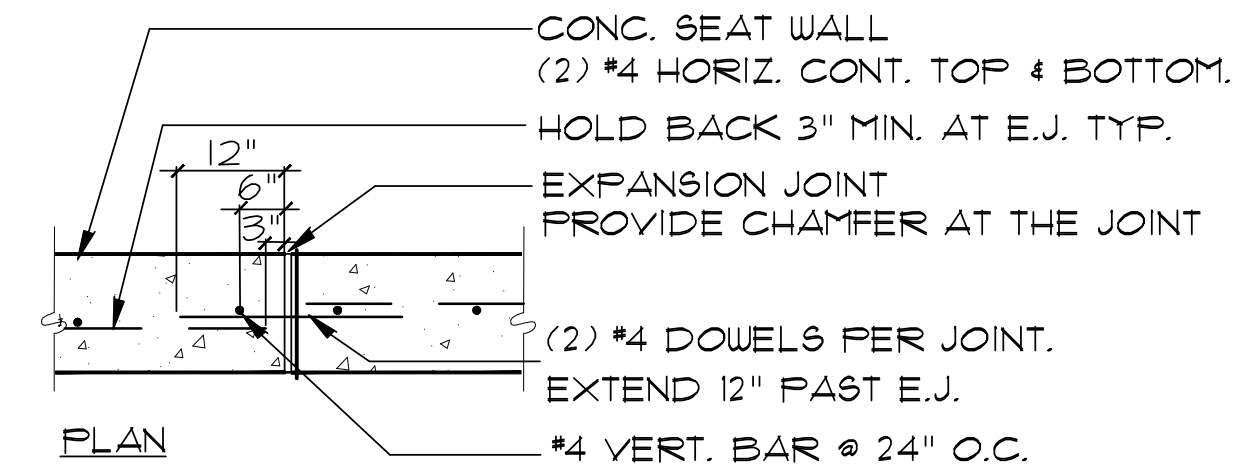 CONC. SEAT WALL
(2) #4 HORIZ. CONT. TOP & BOTTOM.
HOLD BACK 3" MIN. AT E.J. TYP.
12"
6"
EXPANSION JOINT
3"
PROVIDE CHAMFER AT THE JOINT
(2) #4 DOWELS PER JOINT.
EXTEND 12" PAST E.J.
PLAN
#4 VERT. BAR @ 24" O.C.